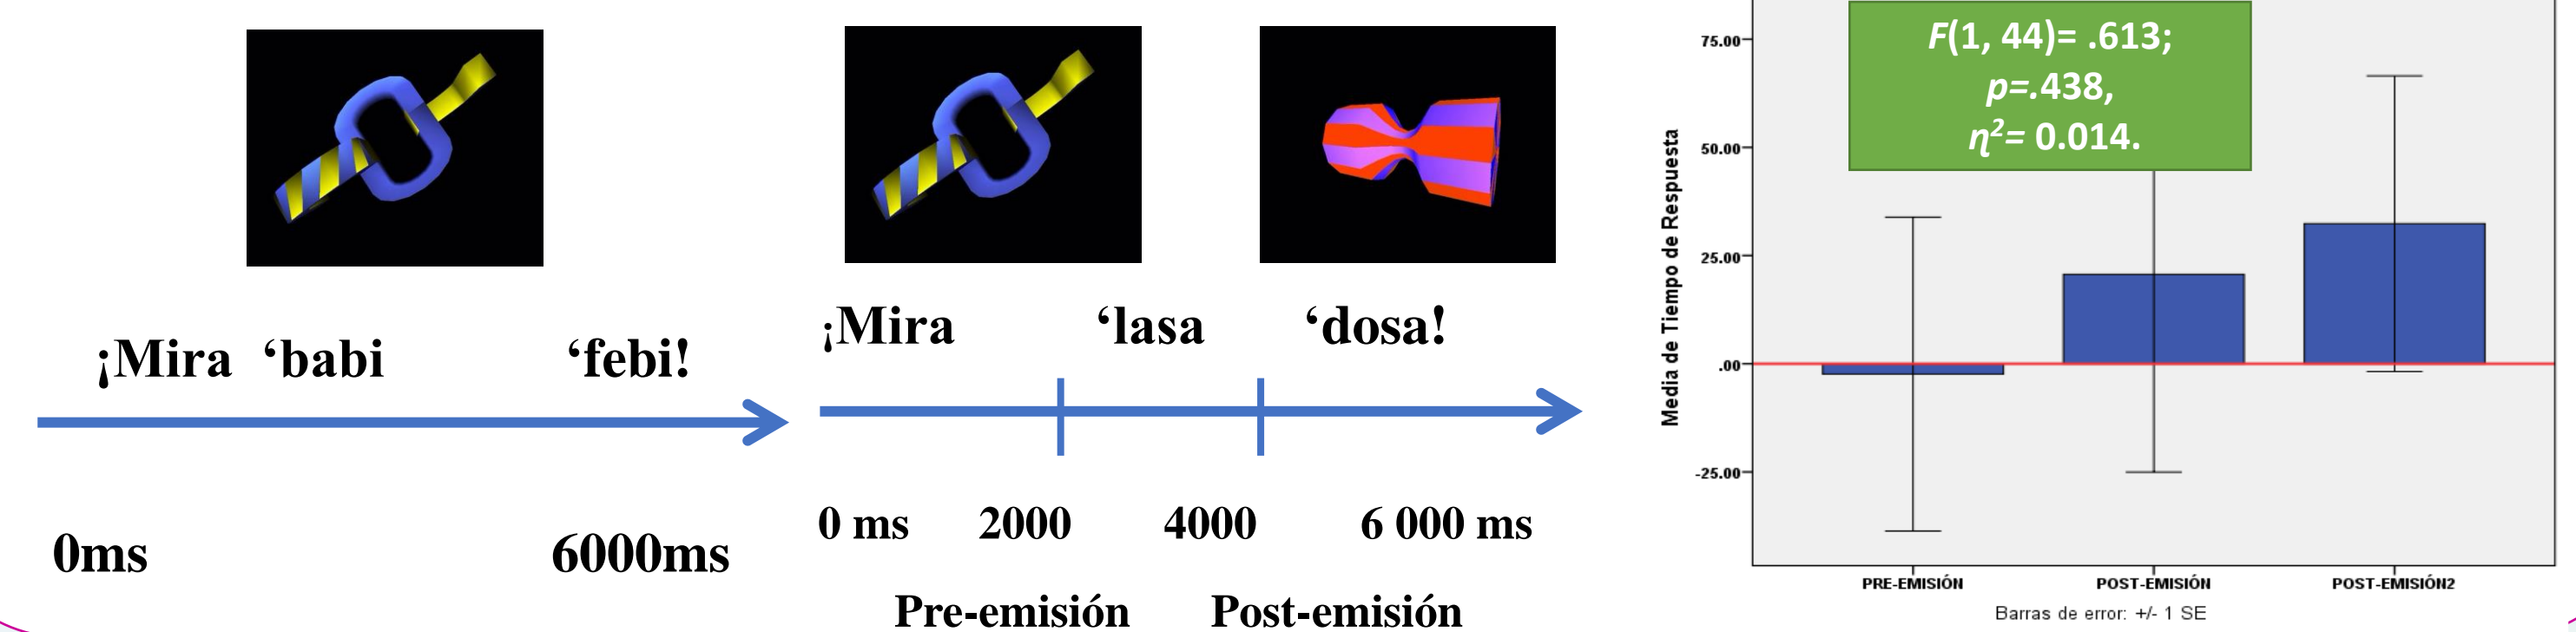 ¡Mira ‘babi ‘febi!
0ms 6000ms
¡Mira ‘lasa ‘dosa!
0 ms 2000 4000 6 000 ms
Pre-emisión Post-emisión
F(1, 44)= .613;
p=.438,
η²= 0.014.
Media de Tiempo de Respuesta
75.00
50.00
25.00
.00
-25.00
PRE-EMISIÓN POST-EMISIÓN POST-EMISIÓN2
Barras de error: +/- 1 SE